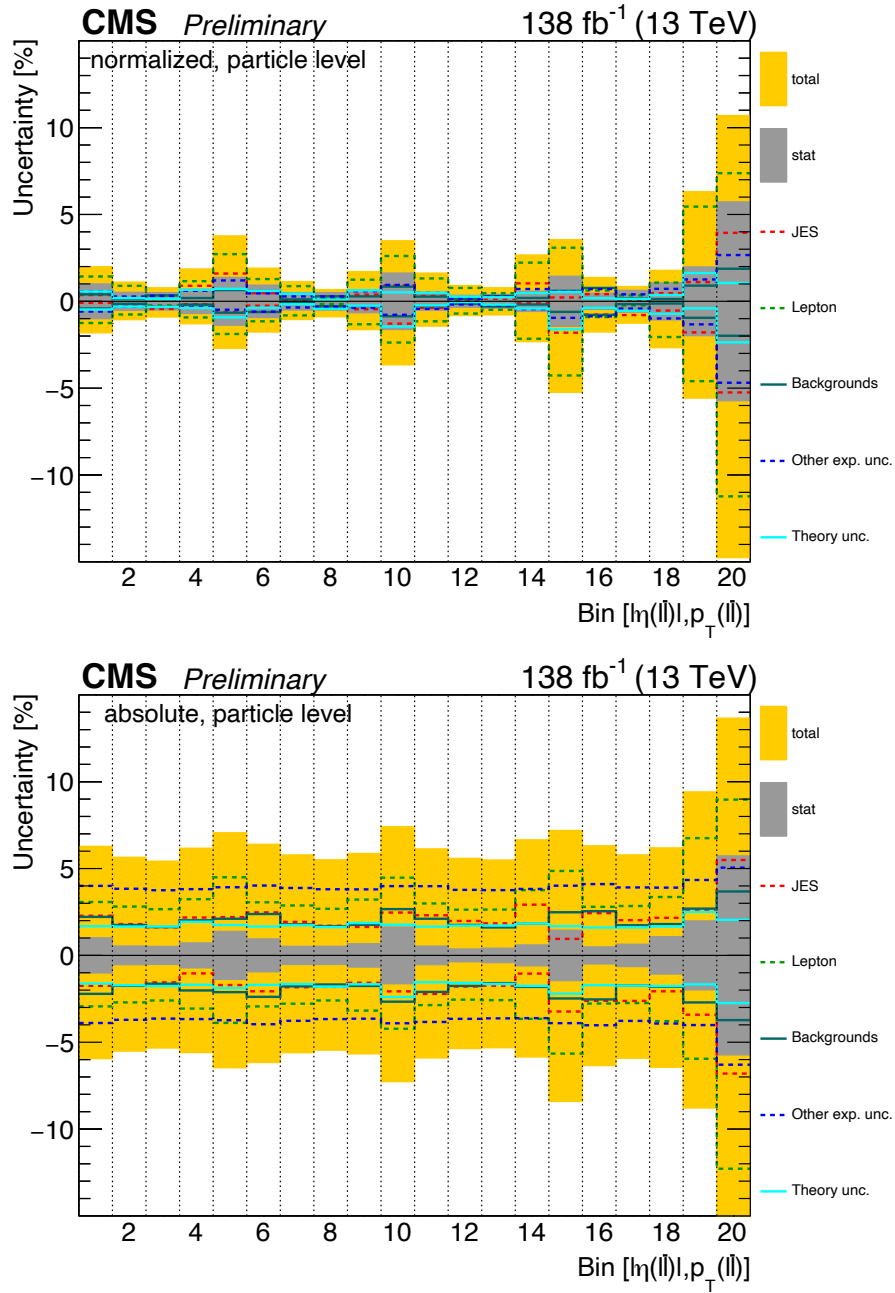 CMS Preliminary 138 fb⁻¹ (13 TeV)
normalized, particle level
Uncertainty [%]
10
5
0
−5
−10
2 4 6 8 10 12 14 16 18 20
Bin [|η(ll̄)|,p_T(ll̄)]
total
stat
JES
Lepton
Backgrounds
Other exp. unc.
Theory unc.
CMS Preliminary 138 fb⁻¹ (13 TeV)
absolute, particle level
Uncertainty [%]
10
5
0
−5
−10
2 4 6 8 10 12 14 16 18 20
Bin [|η(ll̄)|,p_T(ll̄)]
total
stat
JES
Lepton
Backgrounds
Other exp. unc.
Theory unc.